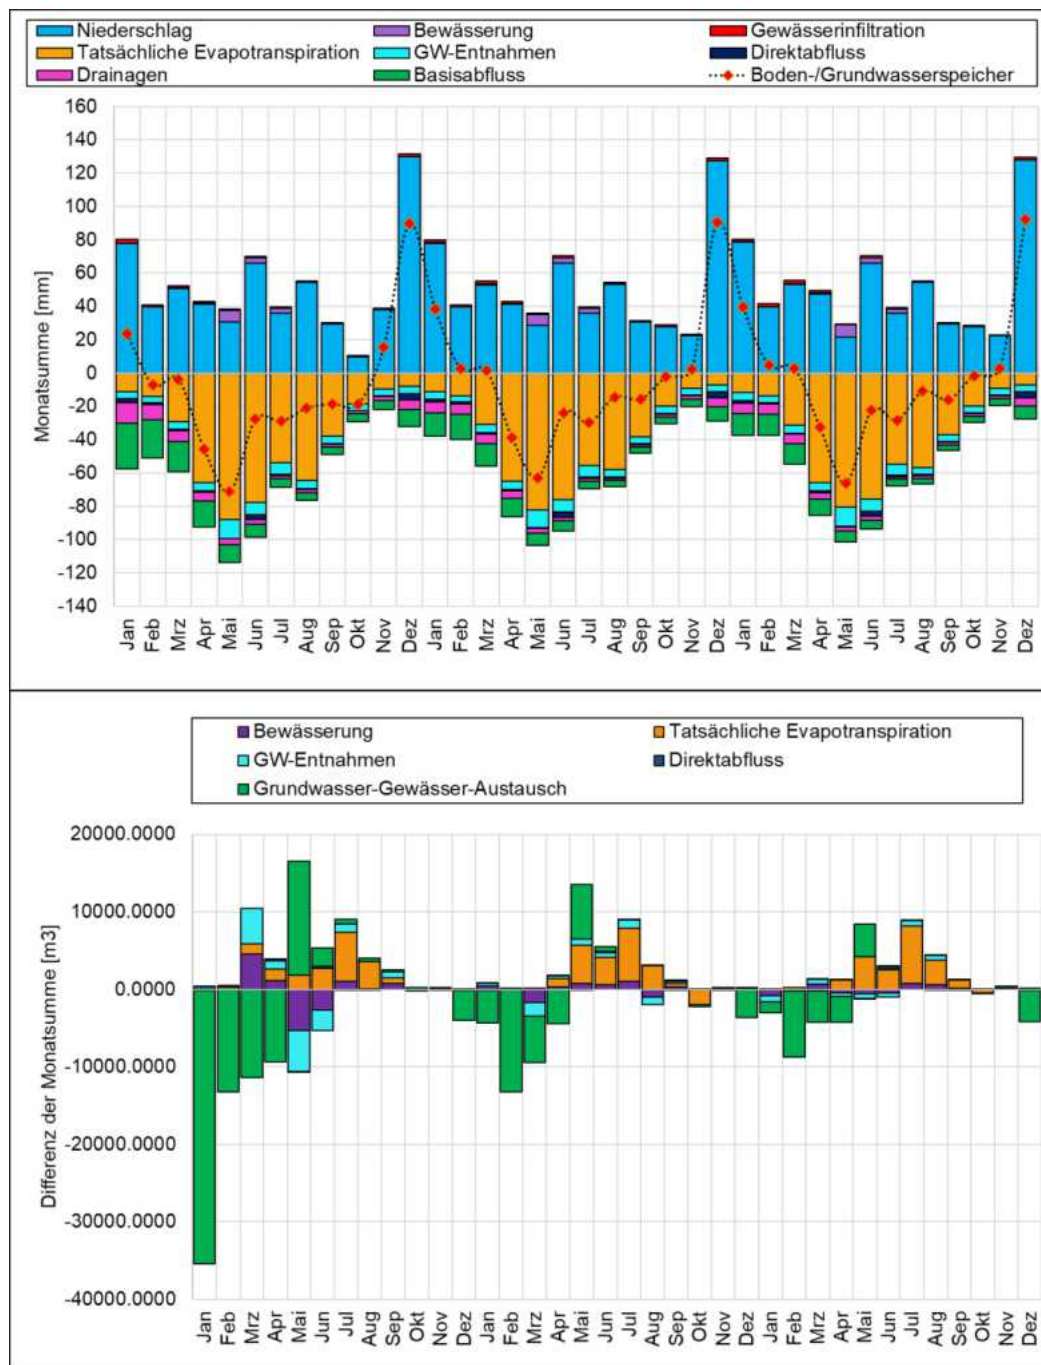 Niederschlag Bewässerung Gewässerinfiltration
Tatsächliche Evapotranspiration GW-Entnahmen Direktabfluss
Drainagen Basisabfluss Boden-/Grundwasserspeicher
160
140
120
100
80
60
40
20
0
-20
-40
-60
-80
-100
-120
-140
Monatsumme [mm]
Jan Feb Mrz Apr Mai Jun Jul Aug Sep Okt Nov Dez Jan Feb Mrz Apr Mai Jun Jul Aug Sep Okt Nov Dez Jan Feb Mrz Apr Mai Jun Jul Aug Sep Okt Nov Dez
Bewässerung Tatsächliche Evapotranspiration
GW-Entnahmen Direktabfluss
Grundwasser-Gewässer-Austausch
20000.0000
10000.0000
0.0000
-10000.0000
-20000.0000
-30000.0000
-40000.0000
Differenz der Monatsumme [m3]
Jan Feb Mrz Apr Mai Jun Jul Aug Sep Okt Nov Dez Jan Feb Mrz Apr Mai Jun Jul Aug Sep Okt Nov Dez Jan Feb Mrz Apr Mai Jun Jul Aug Sep Okt Nov Dez